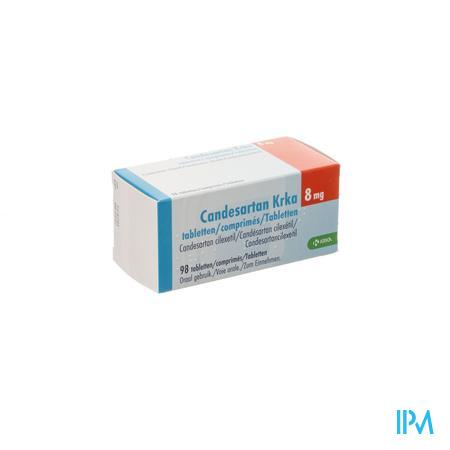 Candesartan Krka 8 mg
tabletten/comprimés/Tabletten
Candesartan cilexetil/Candésartan cilexétil/
Candesartancilexetil
98 tabletten/comprimés/Tabletten
Oraal gebruik./Voie orale./Zum Einnehmen.
KRKA
IPM